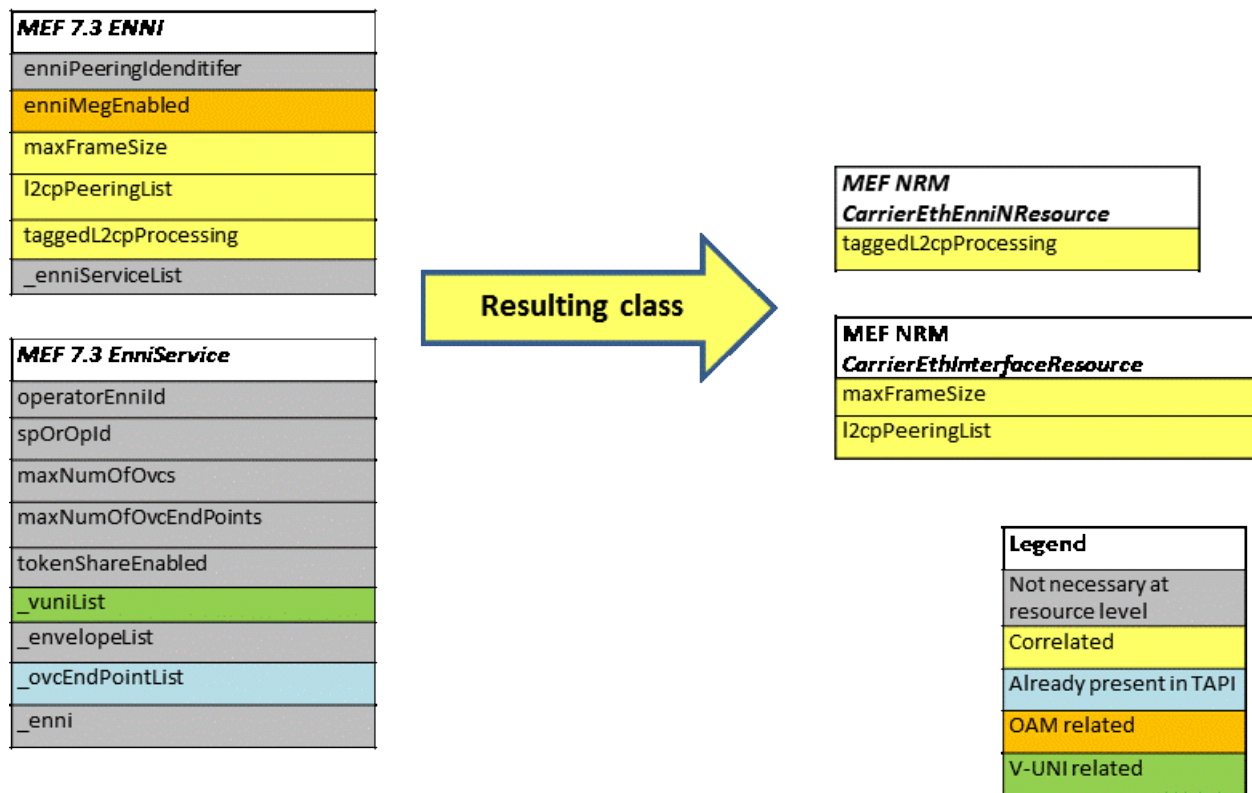 MEF 7.3 ENNI
enniPeeringIdenditifer
enniMegEnabled
maxFrameSize
l2cpPeeringList
taggedL2cpProcessing
_enniServiceList
MEF 7.3 EnniService
operatorEnniId
spOrOpId
maxNumOfOvcs
maxNumOfOvcEndPoints
tokenShareEnabled
_vuniList
_envelopeList
_ovcEndPointList
_enni
Resulting class
MEF NRM
CarrierEthEnniNResource
taggedL2cpProcessing
MEF NRM
CarrierEthInterfaceResource
maxFrameSize
l2cpPeeringList
Legend
Not necessary at
resource level
Correlated
Already present in TAPI
OAM related
V-UNI related